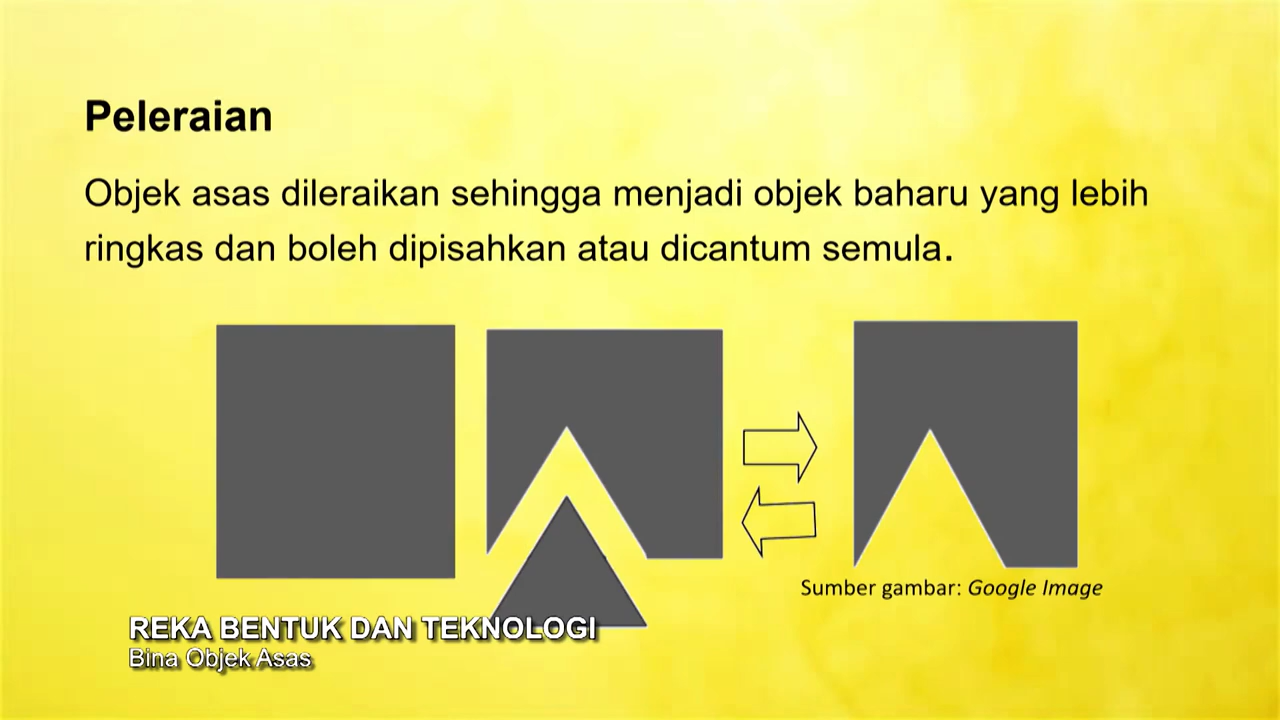 Peleraian
Objek asas dileraikan sehingga menjadi objek baharu yang lebih
ringkas dan boleh dipisahkan atau dicantum semula.
Sumber gambar: Google Image
REKA BENTUK DAN TEKNOLOGI
Bina Objek Asas